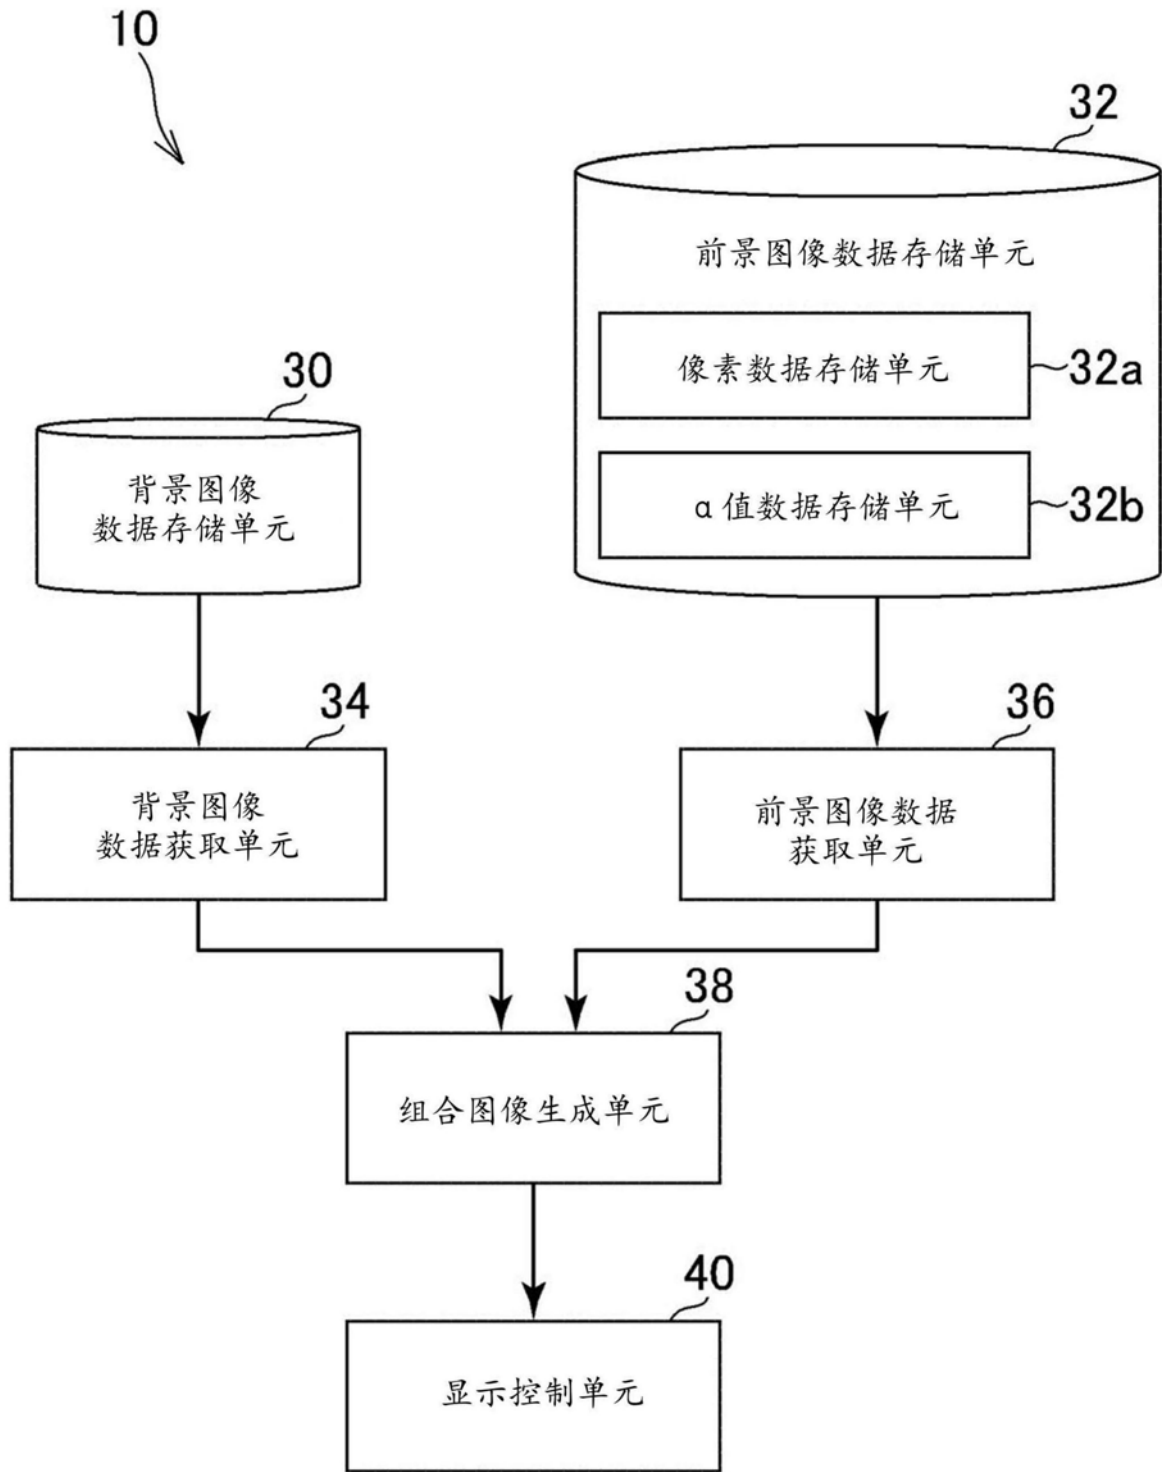 10
32
前景图像数据存储单元
像素数据存储单元
32a
30
背景图像
数据存储单元
α值数据存储单元
32b
34
背景图像
数据获取单元
36
前景图像数据
获取单元
38
组合图像生成单元
40
显示控制单元